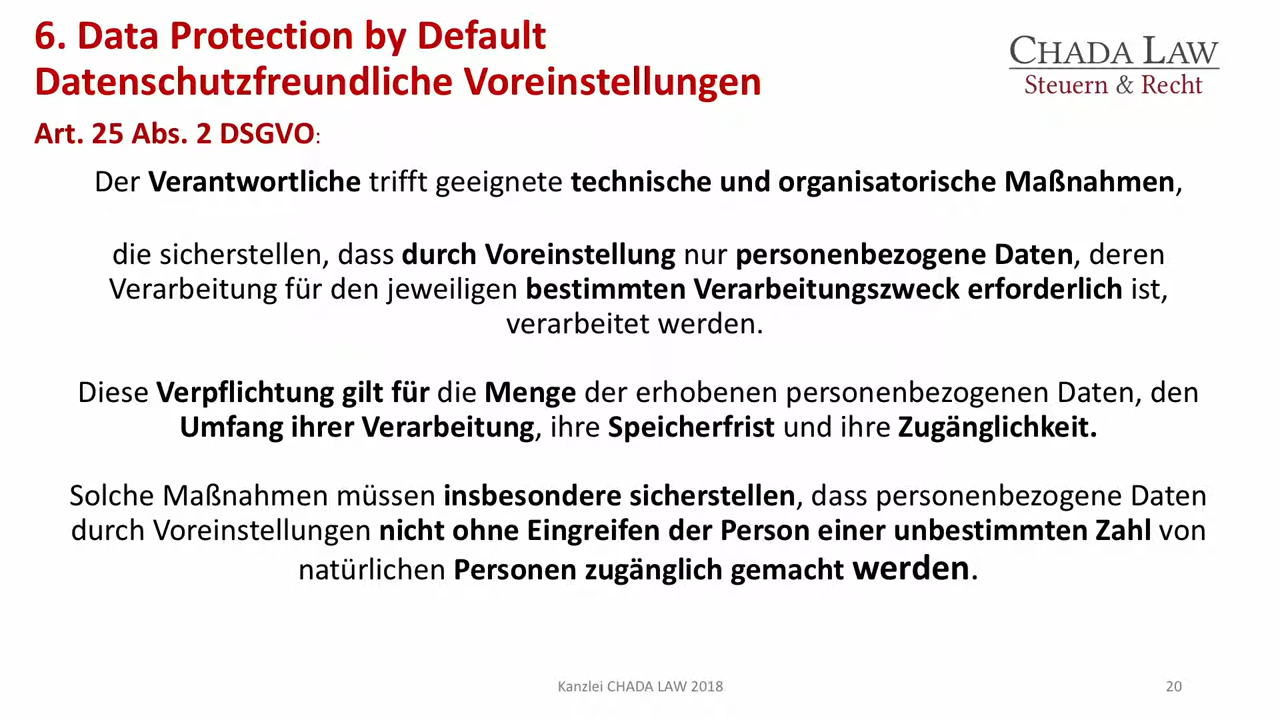 6. Data Protection by Default
Datenschutzfreundliche Voreinstellungen
CHADA LAW
Steuern & Recht
Art. 25 Abs. 2 DSGVO:
Der Verantwortliche trifft geeignete technische und organisatorische Maßnahmen,
die sicherstellen, dass durch Voreinstellung nur personenbezogene Daten, deren
Verarbeitung für den jeweiligen bestimmten Verarbeitungszweck erforderlich ist,
verarbeitet werden.
Diese Verpflichtung gilt für die Menge der erhobenen personenbezogenen Daten, den
Umfang ihrer Verarbeitung, ihre Speicherfrist und ihre Zugänglichkeit.
Solche Maßnahmen müssen insbesondere sicherstellen, dass personenbezogene Daten
durch Voreinstellungen nicht ohne Eingreifen der Person einer unbestimmten Zahl von
natürlichen Personen zugänglich gemacht werden.
Kanzlei CHADA LAW 2018
20